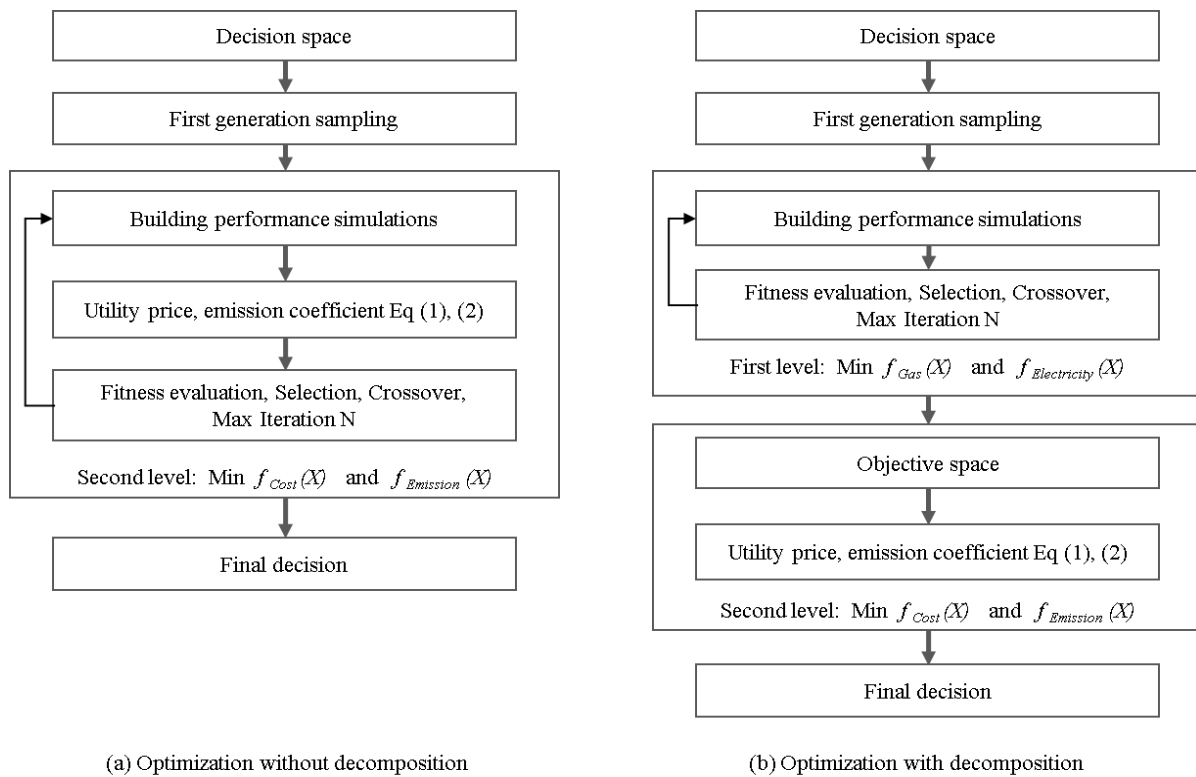 Decision space
First generation sampling
Building performance simulations
Utility price, emission coefficient Eq (1), (2)
Fitness evaluation, Selection, Crossover,
Max Iteration N
Second level: Min f Cost (X) and f Emission (X)
Final decision
(a) Optimization without decomposition
Decision space
First generation sampling
Building performance simulations
Fitness evaluation, Selection, Crossover,
Max Iteration N
First level: Min f Gas (X) and f Electricity (X)
Objective space
Utility price, emission coefficient Eq (1), (2)
Second level: Min f Cost (X) and f Emission (X)
Final decision
(b) Optimization with decomposition